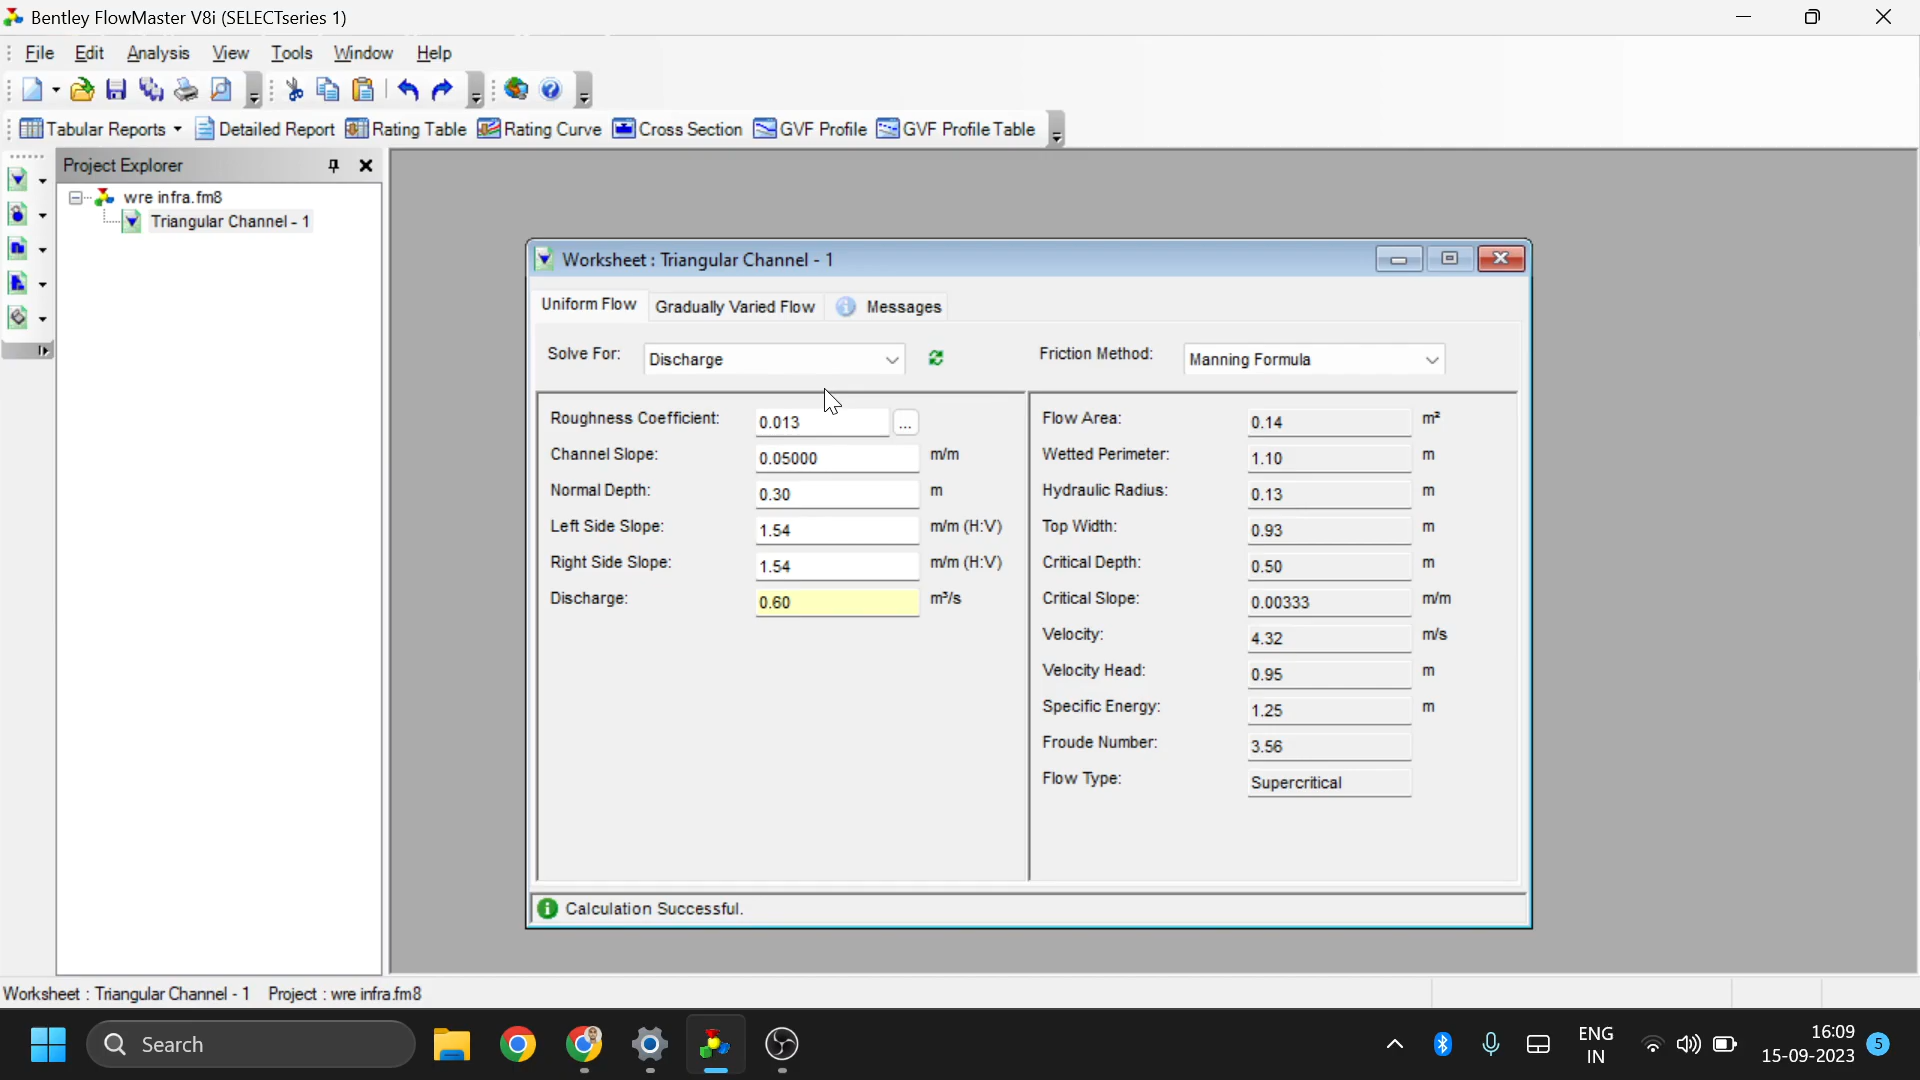 Bentley FlowMaster V8i (SELECTseries 1)
File Edit Analysis View Tools Window Help
Tabular Reports Detailed Report Rating Table Rating Curve Cross Section GVF Profile GVF Profile Table
Project Explorer
wre infra.fm8
Triangular Channel - 1
Worksheet : Triangular Channel - 1
Uniform Flow Gradually Varied Flow Messages
Solve For: Discharge Friction Method: Manning Formula
Roughness Coefficient: 0.013 ... Flow Area: 0.14 m²
Channel Slope: 0.05000 m/m Wetted Perimeter: 1.10 m
Normal Depth: 0.30 m Hydraulic Radius: 0.13 m
Left Side Slope: 1.54 m/m (H:V) Top Width: 0.93 m
Right Side Slope: 1.54 m/m (H:V) Critical Depth: 0.50 m
Discharge: 0.60 m³/s Critical Slope: 0.00333 m/m
Velocity: 4.32 m/s
Velocity Head: 0.95 m
Specific Energy: 1.25 m
Froude Number: 3.56
Flow Type: Supercritical
Calculation Successful.
Worksheet : Triangular Channel - 1 Project : wre infra.fm8
Search ENG 16:09
IN 15-09-2023 5